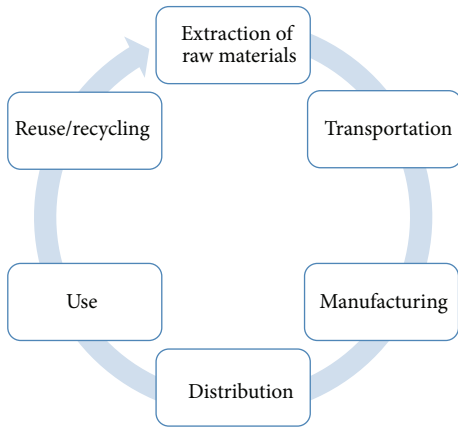 Extraction of
raw materials
Transportation
Manufacturing
Distribution
Use
Reuse/recycling